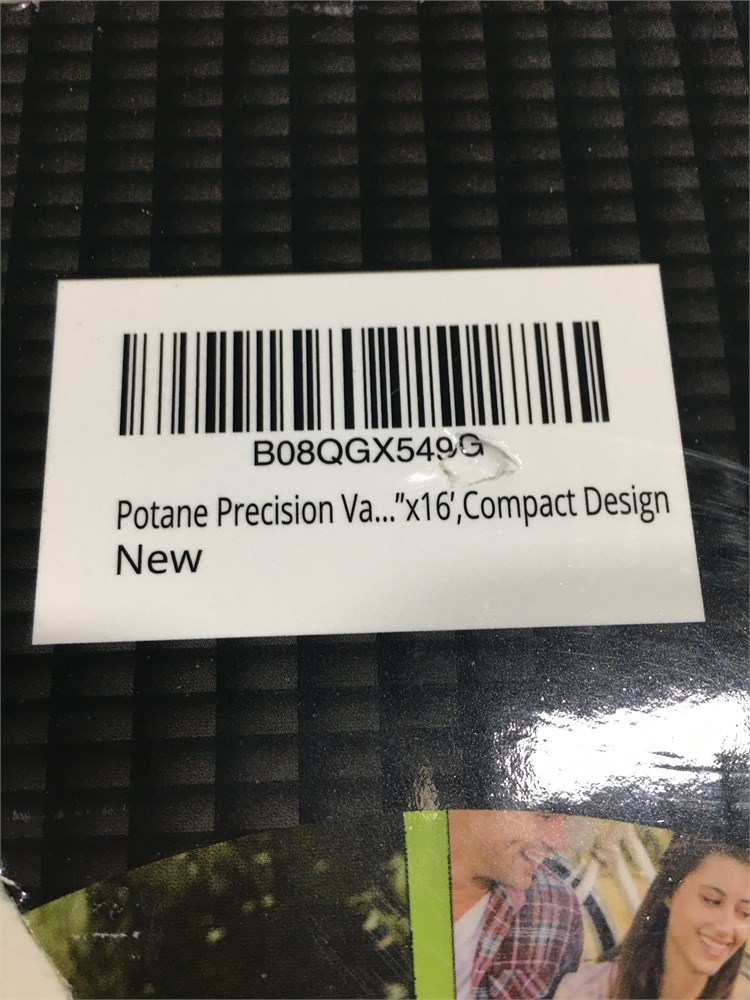 B08QGX549G
Potane Precision Va..."x16',Compact Design
New